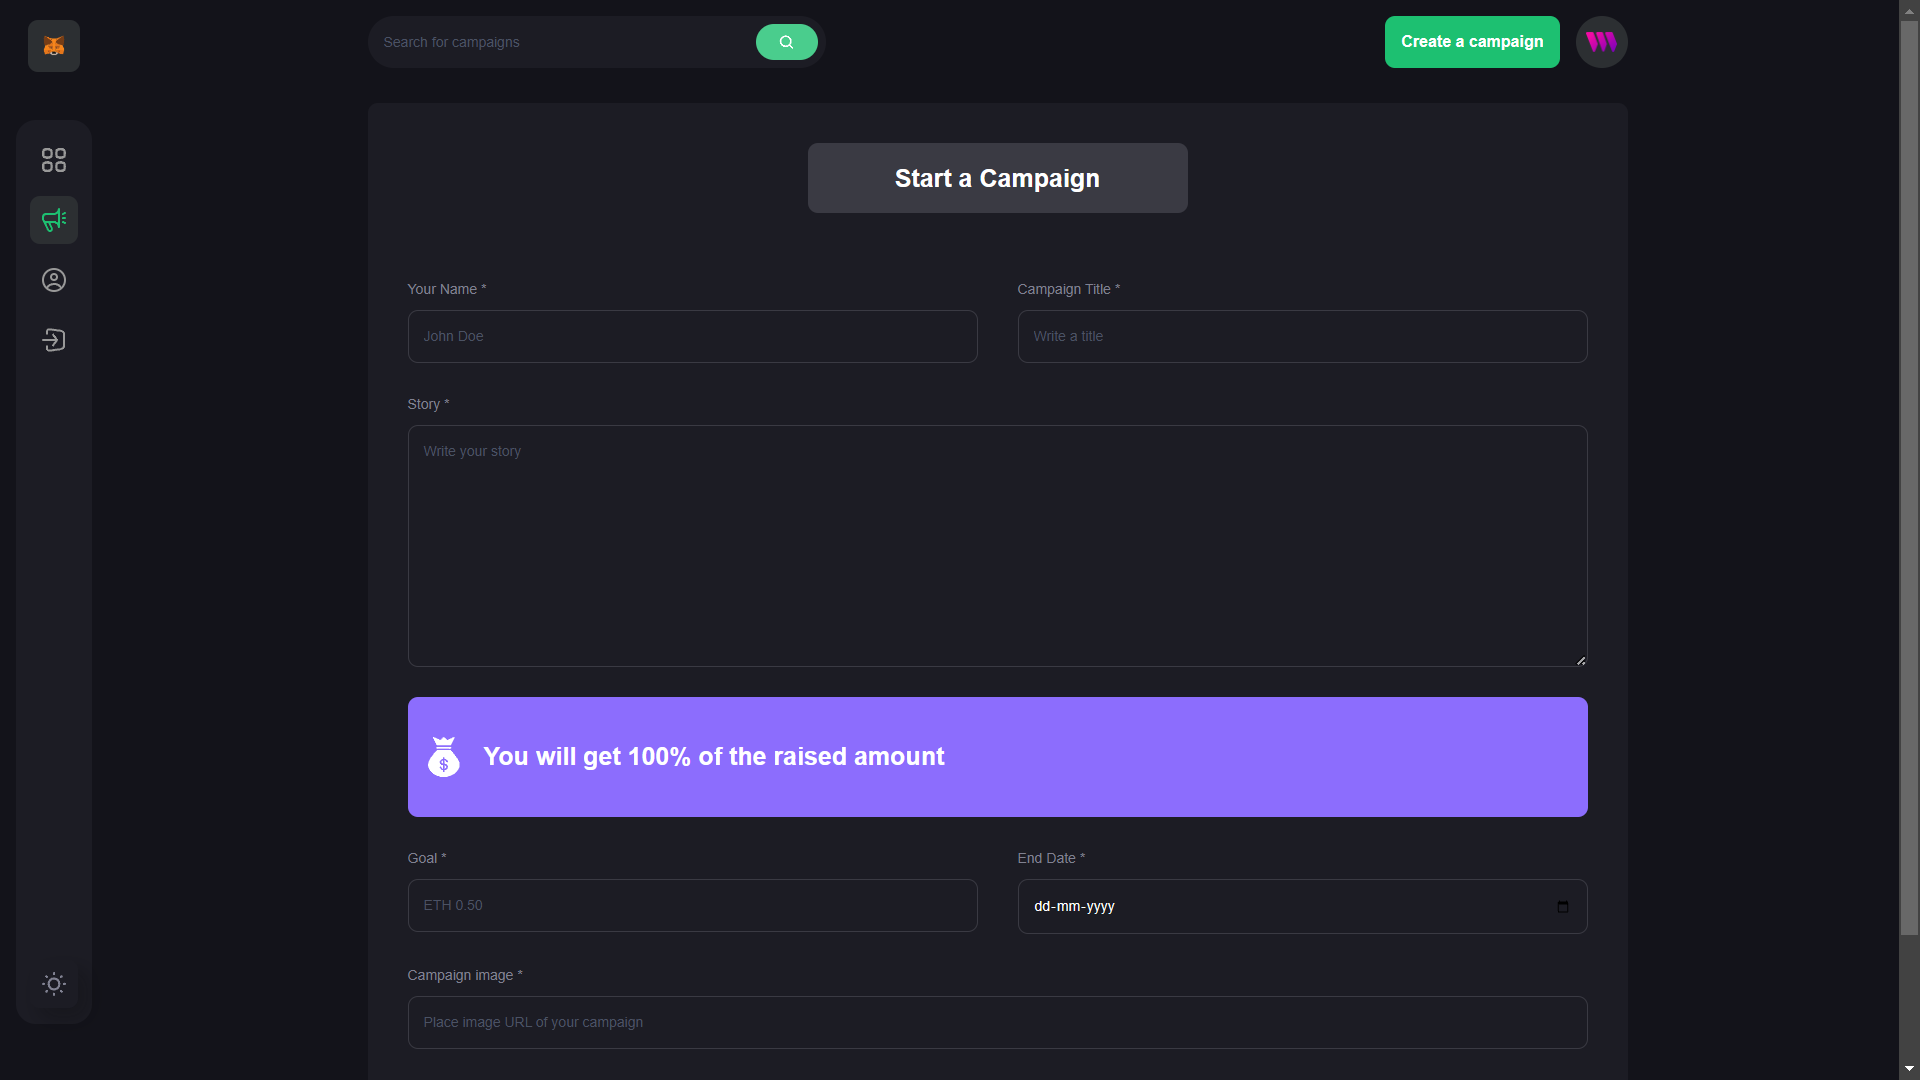 Search for campaigns
Create a campaign
Start a Campaign
Your Name *
Campaign Title *
John Doe
Write a title
Story *
Write your story
$
You will get 100% of the raised amount
Goal *
End Date *
ETH 0.50
dd-mm-yyyy
Campaign image *
Place image URL of your campaign